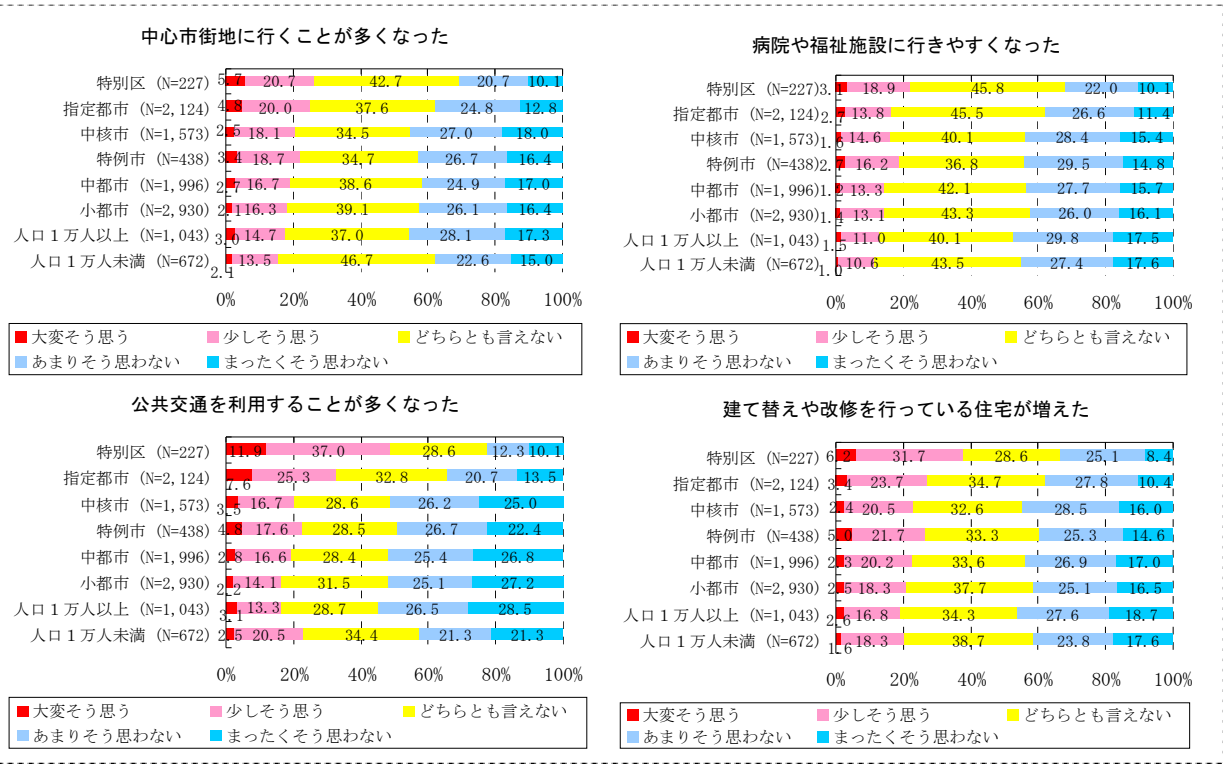 中心市街地に行くことが多くなった
特別区 (N=227) 5.7 20.7 42.7 20.7 10.1
指定都市 (N=2,124) 4.8 20.0 37.6 24.8 12.8
中核市 (N=1,573) 2.5 18.1 34.5 27.0 18.0
特例市 (N=438) 3.4 18.7 34.7 26.7 16.4
中都市 (N=1,996) 2.7 16.7 38.6 24.9 17.0
小都市 (N=2,930) 2.1 16.3 39.1 26.1 16.4
人口1万人以上 (N=1,043) 3.0 14.7 37.0 28.1 17.3
人口1万人未満 (N=672) 2.1 13.5 46.7 22.6 15.0
0% 20% 40% 60% 80% 100%
■大変そう思う ■少しそう思う ■どちらとも言えない
■あまりそう思わない ■まったくそう思わない
病院や福祉施設に行きやすくなった
特別区 (N=227) 3.1 18.9 45.8 22.0 10.1
指定都市 (N=2,124) 2.7 13.8 45.5 26.6 11.4
中核市 (N=1,573) 1.6 14.6 40.1 28.4 15.4
特例市 (N=438) 2.7 16.2 36.8 29.5 14.8
中都市 (N=1,996) 1.2 13.3 42.1 27.7 15.7
小都市 (N=2,930) 1.4 13.1 43.3 26.0 16.1
人口1万人以上 (N=1,043) 1.5 11.0 40.1 29.8 17.5
人口1万人未満 (N=672) 1.0 10.6 43.5 27.4 17.6
0% 20% 40% 60% 80% 100%
■大変そう思う ■少しそう思う ■どちらとも言えない
■あまりそう思わない ■まったくそう思わない
公共交通を利用することが多くなった
特別区 (N=227) 11.9 37.0 28.6 12.3 10.1
指定都市 (N=2,124) 7.6 25.3 32.8 20.7 13.5
中核市 (N=1,573) 3.5 16.7 28.6 26.2 25.0
特例市 (N=438) 4.8 17.6 28.5 26.7 22.4
中都市 (N=1,996) 2.8 16.6 28.4 25.4 26.8
小都市 (N=2,930) 2.2 14.1 31.5 25.1 27.2
人口1万人以上 (N=1,043) 3.1 13.3 28.7 26.5 28.5
人口1万人未満 (N=672) 2.5 20.5 34.4 21.3 21.3
0% 20% 40% 60% 80% 100%
■大変そう思う ■少しそう思う ■どちらとも言えない
■あまりそう思わない ■まったくそう思わない
建て替えや改修を行っている住宅が増えた
特別区 (N=227) 6.2 31.7 28.6 25.1 8.4
指定都市 (N=2,124) 3.4 23.7 34.7 27.8 10.4
中核市 (N=1,573) 2.4 20.5 32.6 28.5 16.0
特例市 (N=438) 5.0 21.7 33.3 25.3 14.6
中都市 (N=1,996) 2.3 20.2 33.6 26.9 17.0
小都市 (N=2,930) 2.5 18.3 37.7 25.1 16.5
人口1万人以上 (N=1,043) 2.6 16.8 34.3 27.6 18.7
人口1万人未満 (N=672) 1.6 18.3 38.7 23.8 17.6
0% 20% 40% 60% 80% 100%
■大変そう思う ■少しそう思う ■どちらとも言えない
■あまりそう思わない ■まったくそう思わない